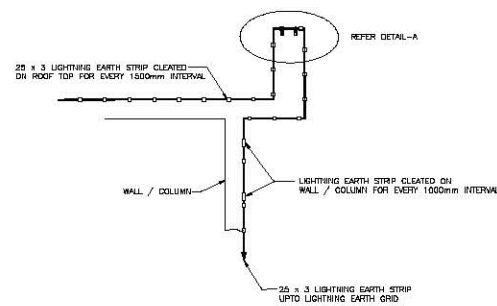 REFER DETAIL-A
25 x 3 LIGHTNING EARTH STRIP CLEATED
ON ROOF TOP FOR EVERY 1500mm INTERVAL
WALL / COLUMN
LIGHTNING EARTH STRIP CLEATED ON
WALL / COLUMN FOR EVERY 1000mm INTERVAL
25 x 3 LIGHTNING EARTH STRIP
UPTO LIGHTNING EARTH GRID